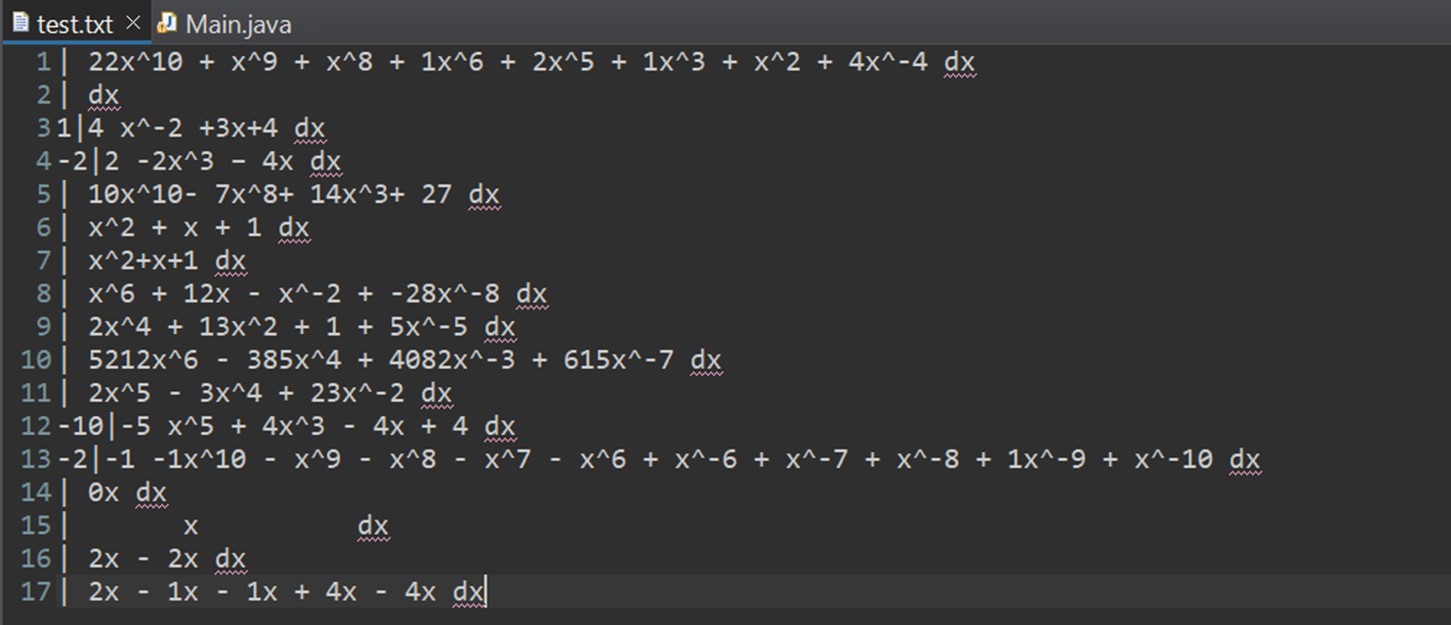 test.txt × Main.java
1| 22x^10 + x^9 + x^8 + 1x^6 + 2x^5 + 1x^3 + x^2 + 4x^-4 dx
2| dx
3 1|4 x^-2 +3x+4 dx
4 -2|2 -2x^3 – 4x dx
5| 10x^10- 7x^8+ 14x^3+ 27 dx
6| x^2 + x + 1 dx
7| x^2+x+1 dx
8| x^6 + 12x - x^-2 + -28x^-8 dx
9| 2x^4 + 13x^2 + 1 + 5x^-5 dx
10| 5212x^6 - 385x^4 + 4082x^-3 + 615x^-7 dx
11| 2x^5 - 3x^4 + 23x^-2 dx
12 -10|-5 x^5 + 4x^3 - 4x + 4 dx
13 -2|-1 -1x^10 - x^9 - x^8 - x^7 - x^6 + x^-6 + x^-7 + x^-8 + 1x^-9 + x^-10 dx
14| 0x dx
15|       x          dx
16| 2x - 2x dx
17| 2x - 1x - 1x + 4x - 4x dx